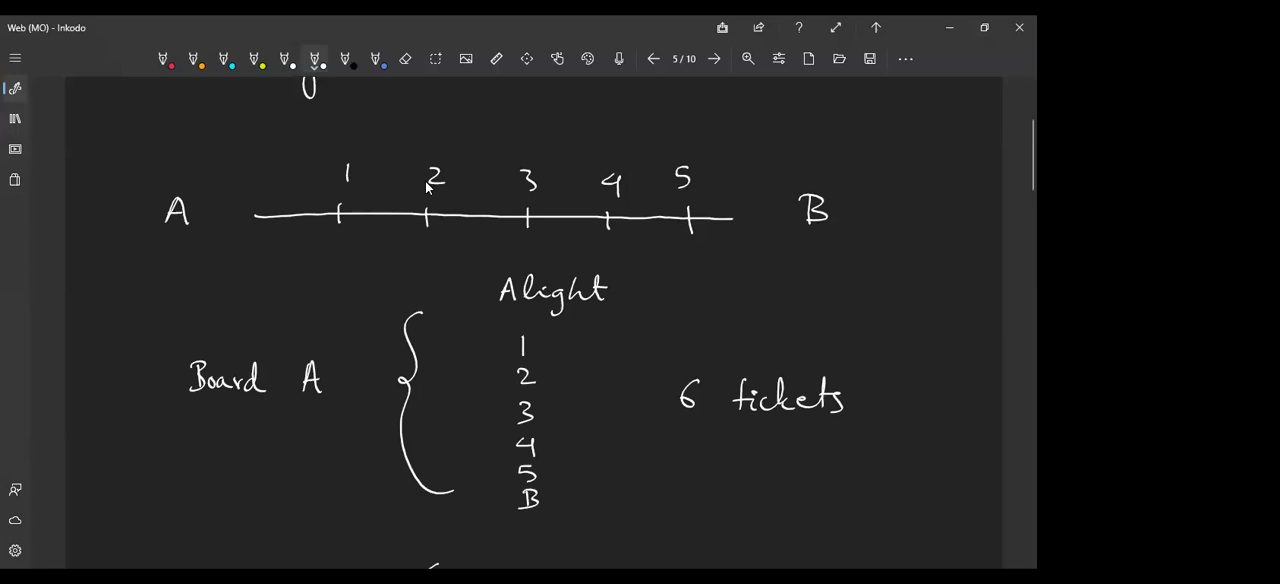 Web (MO) - Inkodo
5/10
1 2 3 4 5
A B
Alight
1
2
Board A
3
6 tickets
4
5
B